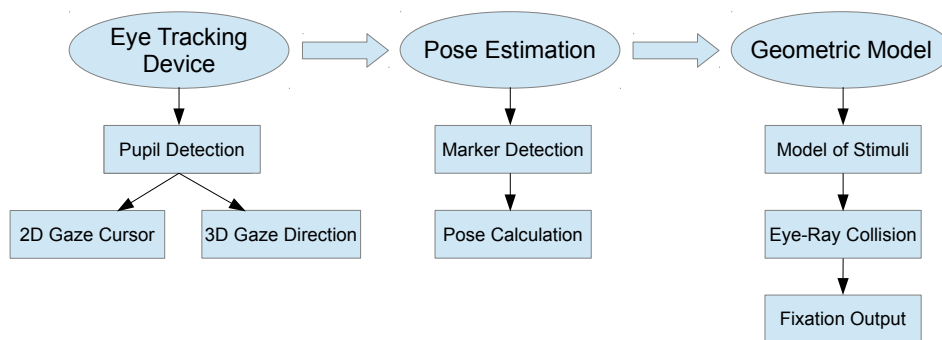 Eye Tracking
Device
Pose Estimation
Geometric Model
Pupil Detection
Marker Detection
Model of Stimuli
2D Gaze Cursor
3D Gaze Direction
Pose Calculation
Eye-Ray Collision
Fixation Output